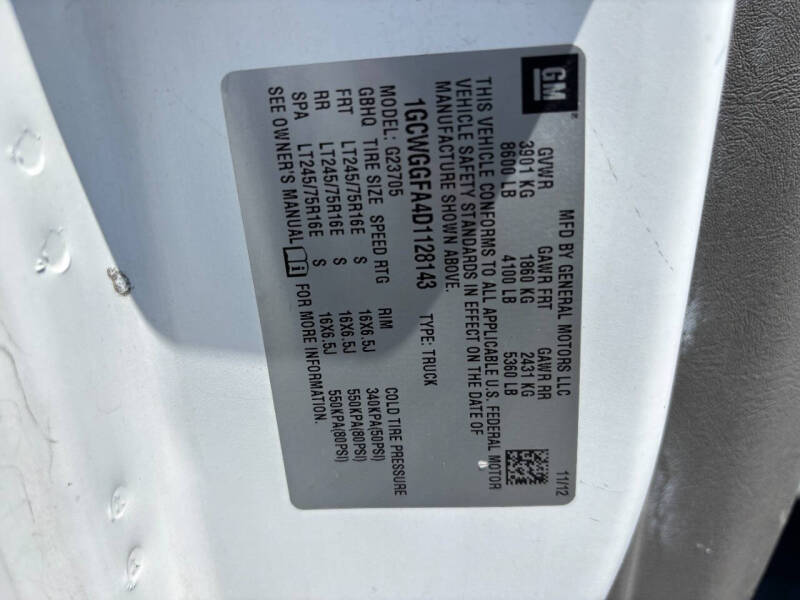 GM
MFD BY GENERAL MOTORS LLC 11/12
GVWR GAWR FRT GAWR RR
3901 KG 1860 KG 2431 KG
8600 LB 4100 LB 5360 LB
THIS VEHICLE CONFORMS TO ALL APPLICABLE U.S. FEDERAL MOTOR
VEHICLE SAFETY STANDARDS IN EFFECT ON THE DATE OF
MANUFACTURE SHOWN ABOVE.
1GCWGGFA4D1128143 TYPE: TRUCK
MODEL: G23705
GBHQ TIRE SIZE SPEED RTG RIM COLD TIRE PRESSURE
FRT LT245/75R16E S 16X6.5J 340KPA(50PSI)
RR LT245/75R16E S 16X6.5J 550KPA(80PSI)
SPA LT245/75R16E S 16X6.5J 550KPA(80PSI)
SEE OWNER'S MANUAL i FOR MORE INFORMATION.